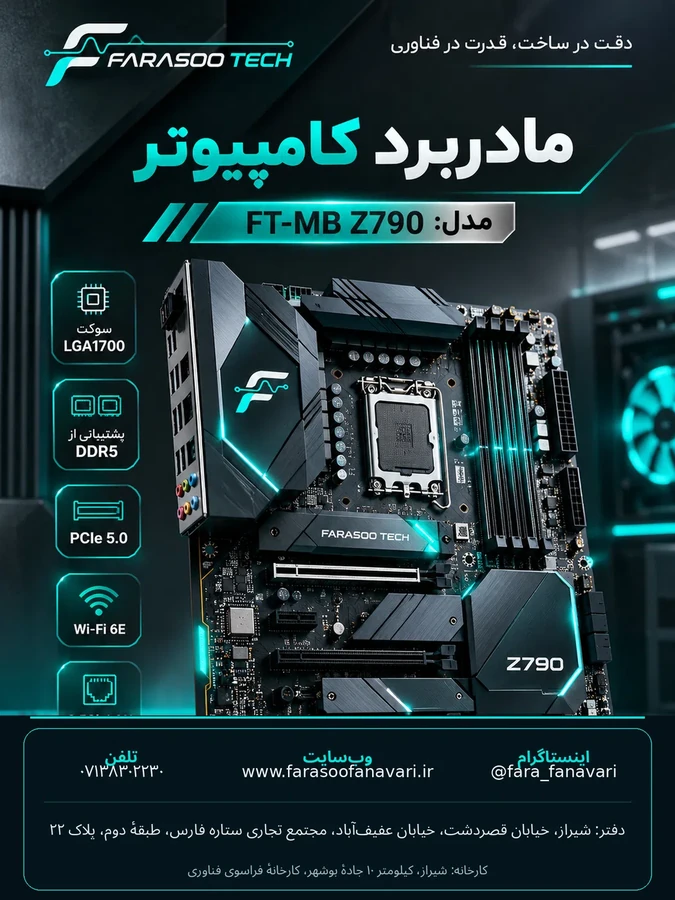 FARASOO TECH
دقت در ساخت، قدرت در فناوری
مادربرد کامپیوتر
مدل: FT-MB Z790
سوکت
LGA1700
پشتیبانی از
DDR5
PCIe 5.0
Wi-Fi 6E
FARASOO TECH
Z790
اینستاگرام
@fara_fanavari
وب‌سایت
www.farasoofanavari.ir
تلفن
۰۷۱۳۸۳۰۲۲۳۰
دفتر: شیراز، خیابان قصردشت، خیابان عفیف‌آباد، مجتمع تجاری ستاره فارس، طبقهٔ دوم، پلاک ۲۲
کارخانه: شیراز، کیلومتر ۱۰ جادهٔ بوشهر، کارخانهٔ فراسوی فناوری